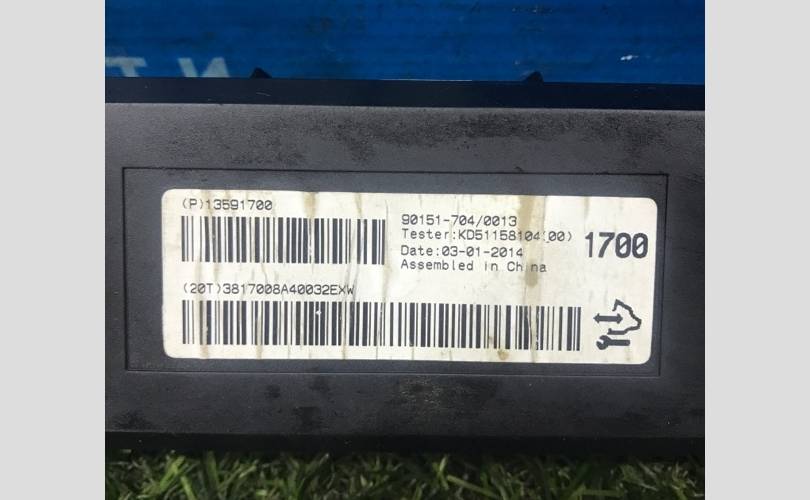 (P)13591700
90151-704/0013
Tester:KD51158104(00)
Date:03-01-2014
Assembled in China
1700
(20T)3817008A40032EXW